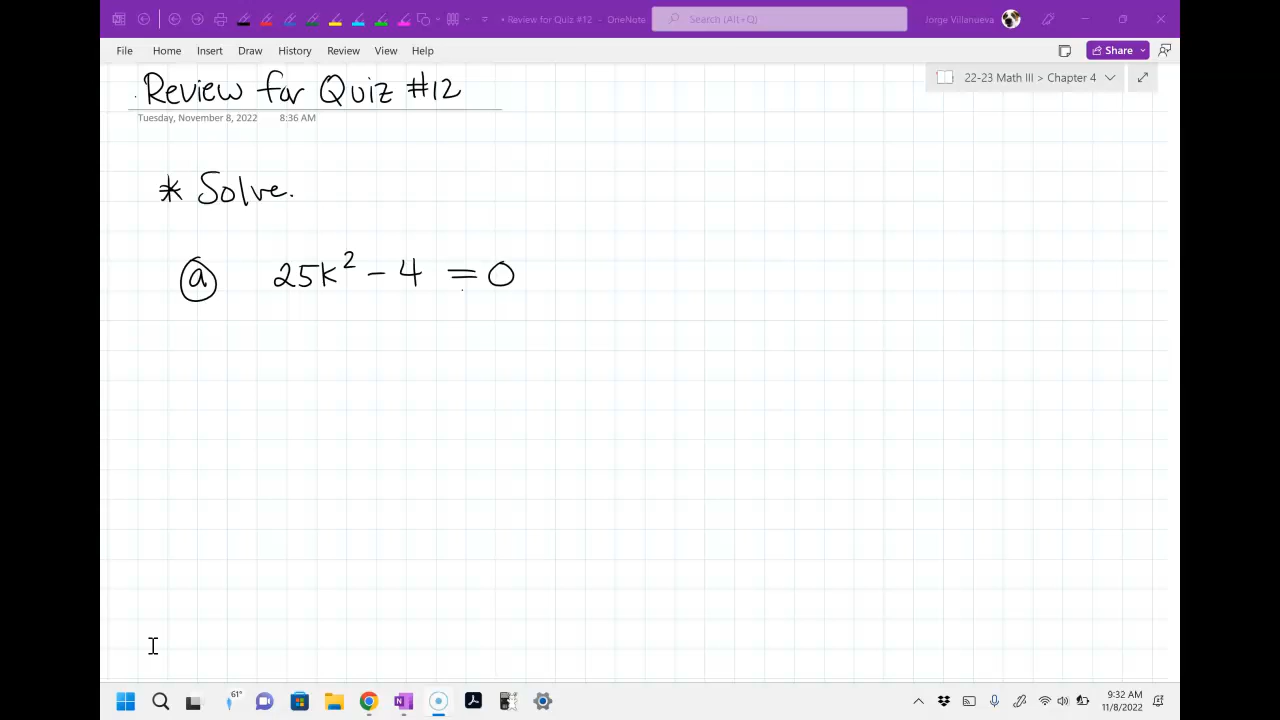 • Review for Quiz #12 - OneNote
Search (Alt+Q)
Jorge Villanueva
File Home Insert Draw History Review View Help
Share
Review for Quiz #12
22-23 Math III > Chapter 4
Tuesday, November 8, 2022 8:36 AM
* Solve.
a 25k² - 4 = 0
61°
9:32 AM
11/8/2022